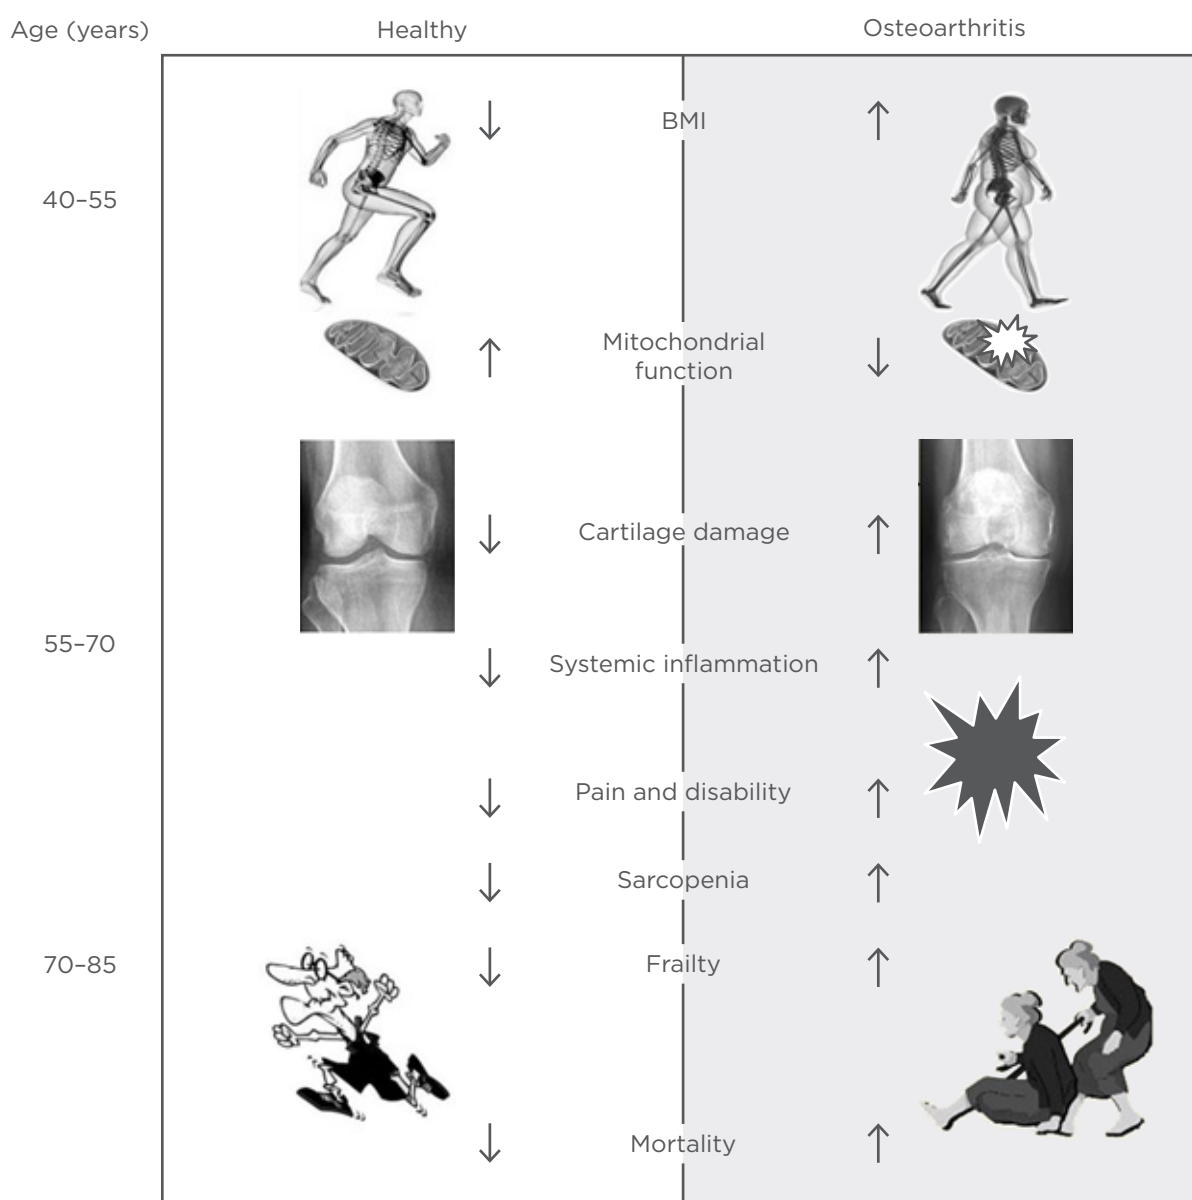 Age (years)
Healthy
Osteoarthritis
BMI
40–55
Mitochondrial
function
Cartilage damage
55–70
Systemic inflammation
Pain and disability
Sarcopenia
70–85
Frailty
Mortality